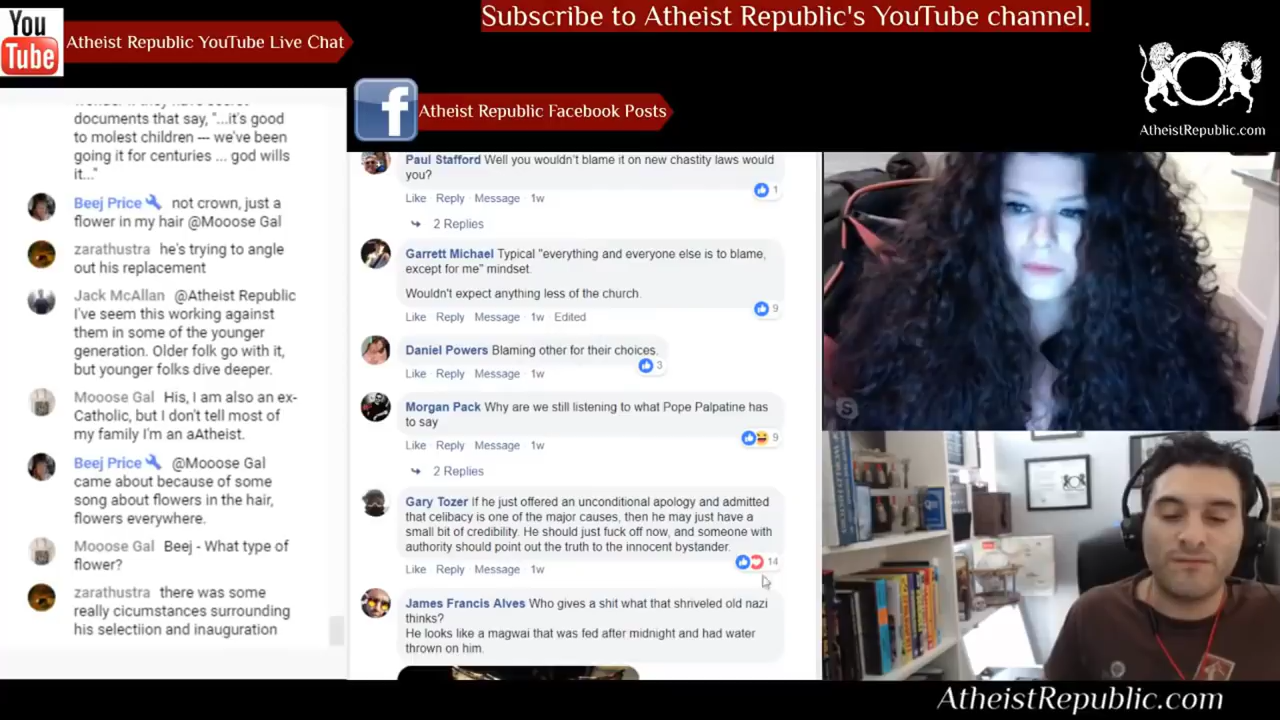 You
Tube
Atheist Republic YouTube Live Chat
Subscribe to Atheist Republic's YouTube channel.
AtheistRepublic.com
documents that say, "...it's good
to molest children --- we've been
going it for centuries ... god wills
it..."
Beej Price not crown, just a
flower in my hair @Mooose Gal
zarathustra he's trying to angle
out his replacement
Jack McAllan @Atheist Republic
I've seem this working against
them in some of the younger
generation. Older folk go with it,
but younger folks dive deeper.
Mooose Gal His, I am also an ex-
Catholic, but I don't tell most of
my family I'm an aAtheist.
Beej Price @Mooose Gal
came about because of some
song about flowers in the hair,
flowers everywhere.
Mooose Gal Beej - What type of
flower?
zarathustra there was some
really cicumstances surrounding
his selectiion and inauguration
f
Atheist Republic Facebook Posts
Paul Stafford Well you wouldn't blame it on new chastity laws would
you?
1
Like Reply Message 1w
2 Replies
Garrett Michael Typical "everything and everyone else is to blame,
except for me" mindset.
Wouldn't expect anything less of the church.
9
Like Reply Message 1w Edited
Daniel Powers Blaming other for their choices.
3
Like Reply Message 1w
Morgan Pack Why are we still listening to what Pope Palpatine has
to say
9
Like Reply Message 1w
2 Replies
Gary Tozer If he just offered an unconditional apology and admitted
that celibacy is one of the major causes, then he may just have a
small bit of credibility. He should just fuck off now, and someone with
authority should point out the truth to the innocent bystander.
14
Like Reply Message 1w
James Francis Alves Who gives a shit what that shriveled old nazi
thinks?
He looks like a magwai that was fed after midnight and had water
thrown on him.
AtheistRepublic.com